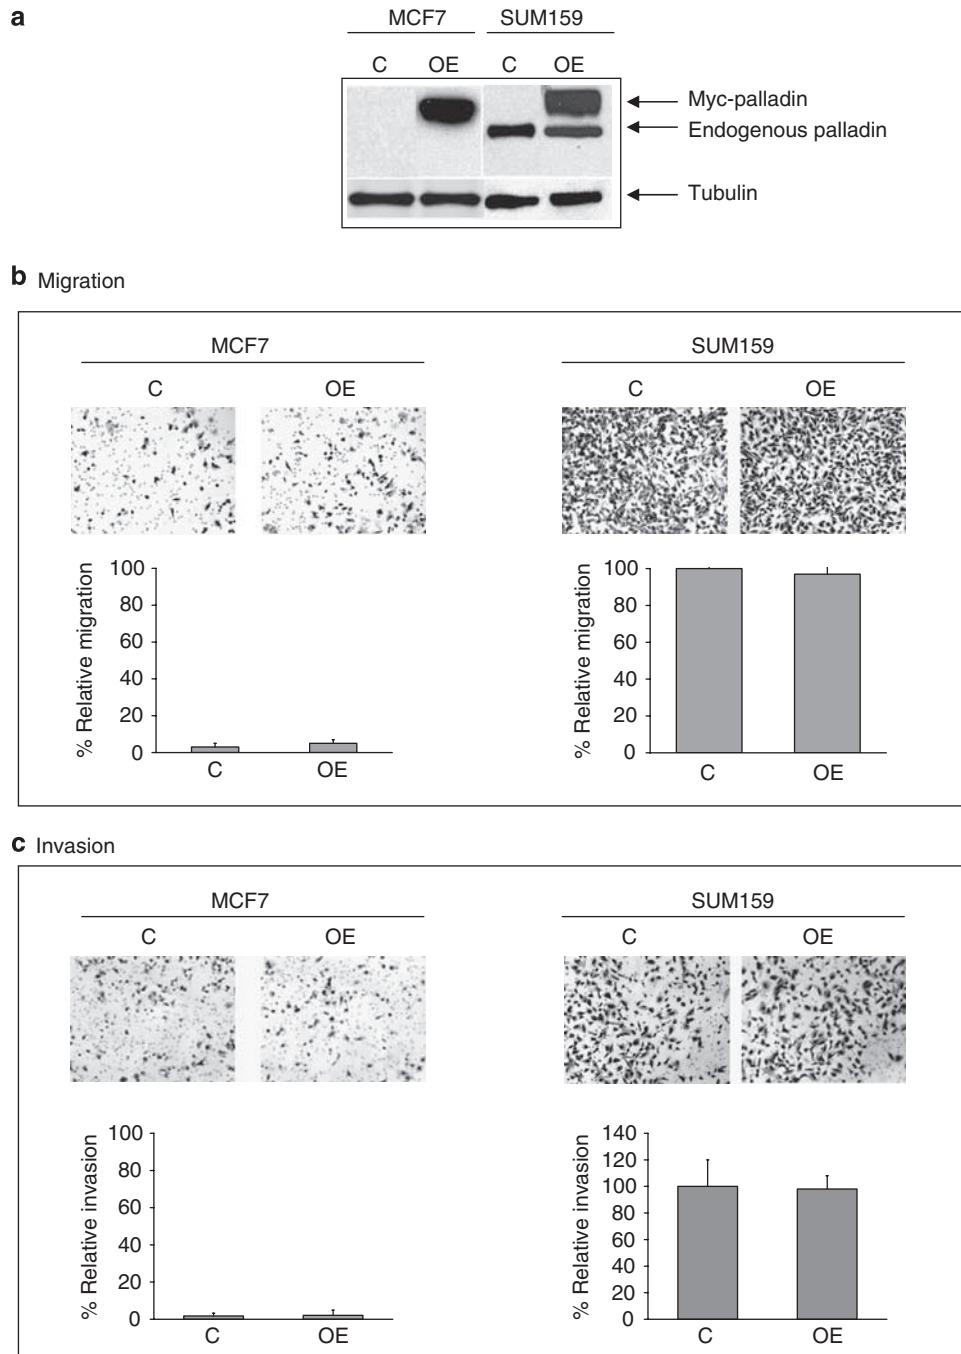 a
MCF7 SUM159
C OE C OE
Myc-palladin
Endogenous palladin
Tubulin
b Migration
MCF7 SUM159
C OE C OE
% Relative migration
100
80
60
40
20
0
C OE
% Relative migration
100
80
60
40
20
0
C OE
c Invasion
MCF7 SUM159
C OE C OE
% Relative invasion
100
80
60
40
20
0
C OE
% Relative invasion
140
120
100
80
60
40
20
0
C OE